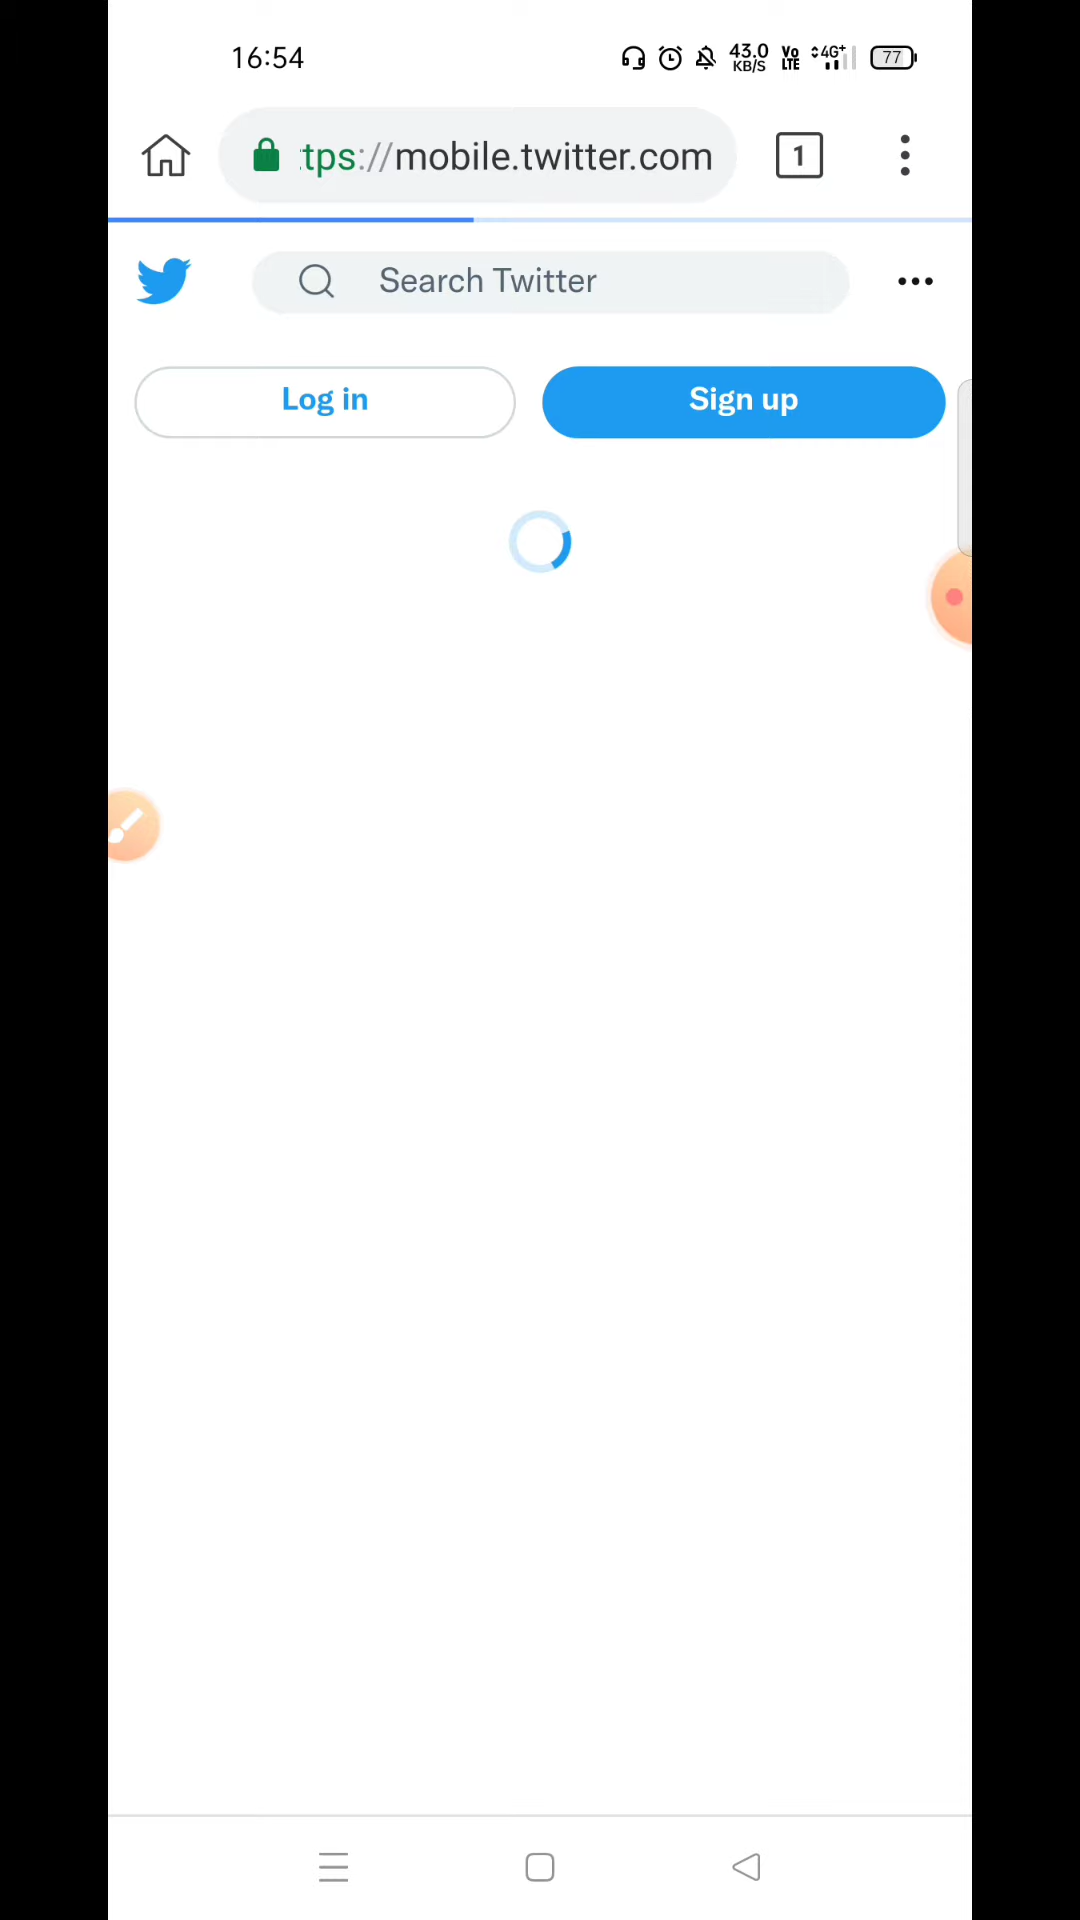 16:54 43.0 KB/S Vo LTE 4G+ 77
tps://mobile.twitter.com 1
Search Twitter
Log in Sign up